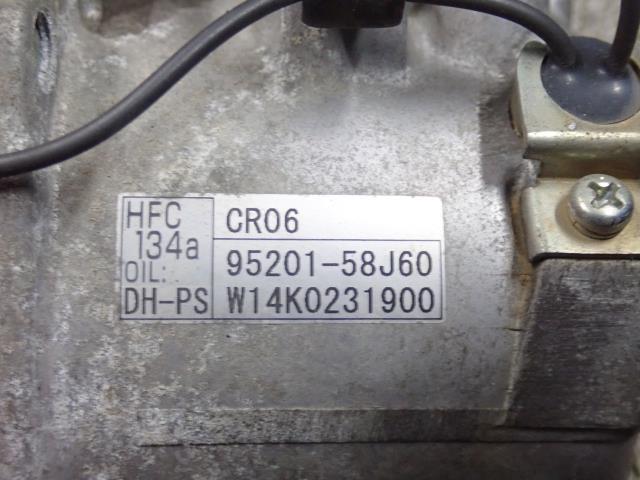 HFC
134a
OIL:
DH-PS
CR06
95201-58J60
W14K0231900